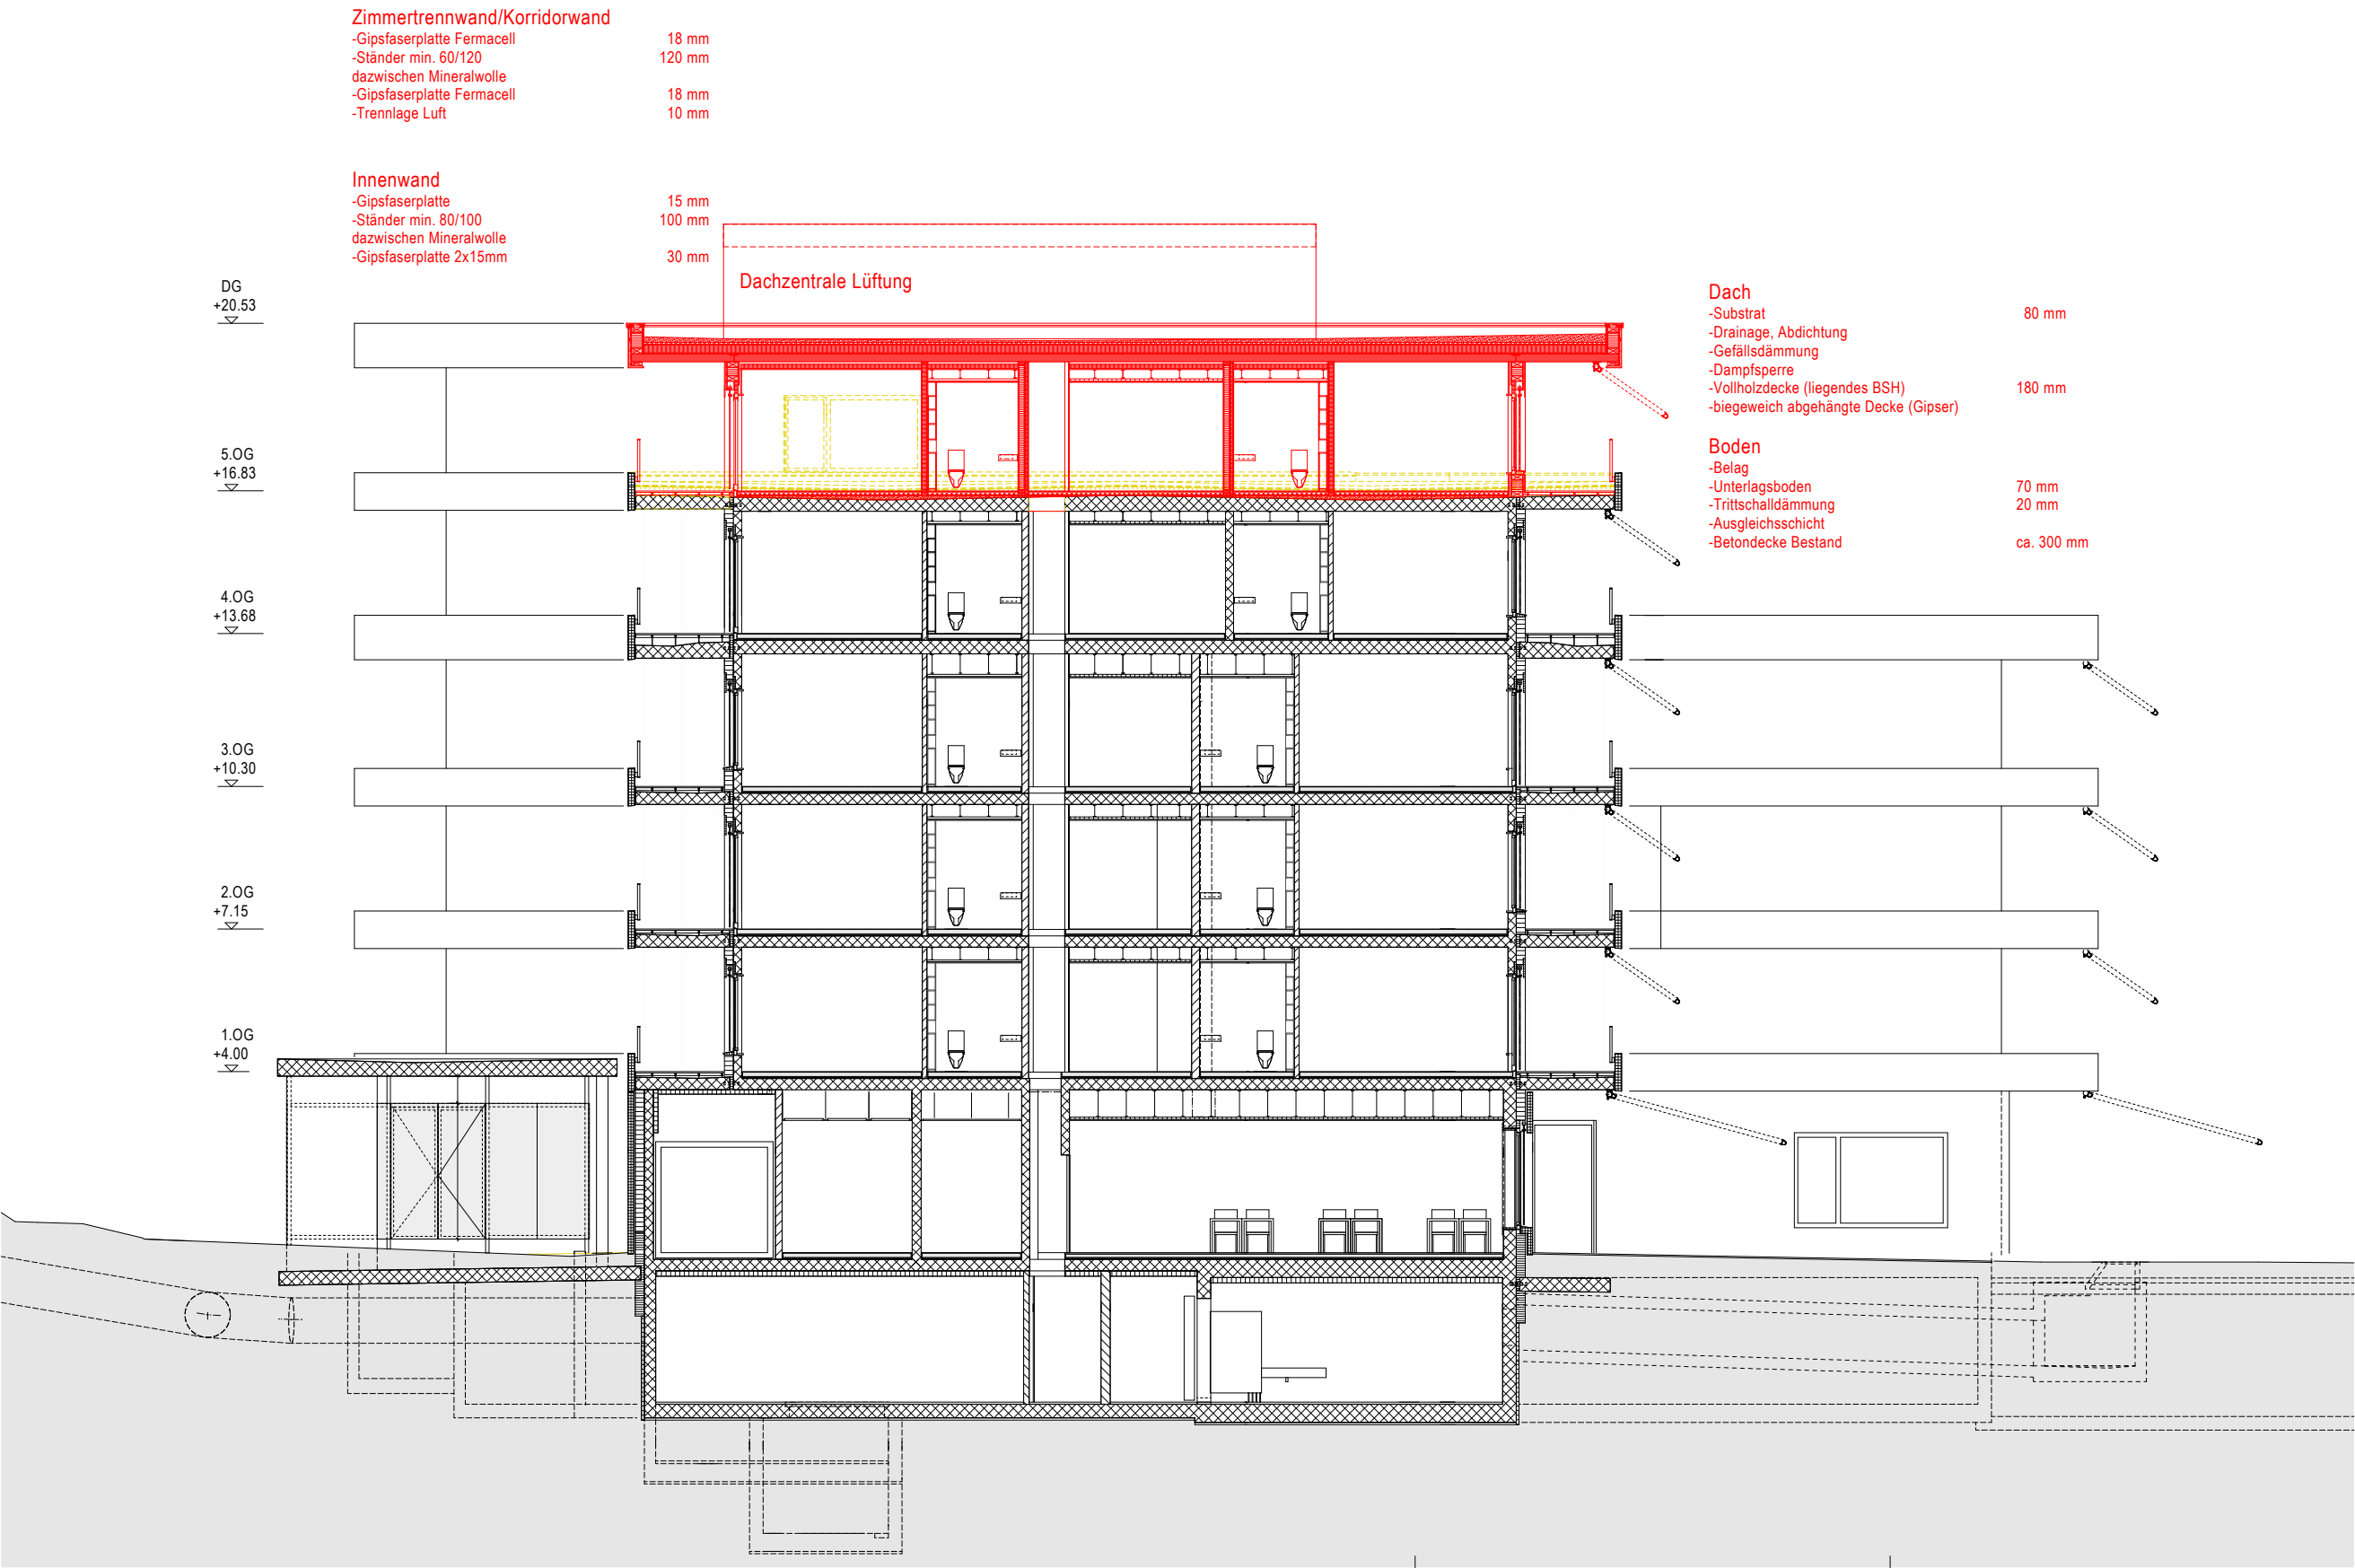 Zimmertrennwand/Korridorwand
-Gipsfaserplatte Fermacell 18 mm
-Ständer min. 60/120 120 mm
dazwischen Mineralwolle
-Gipsfaserplatte Fermacell 18 mm
-Trennlage Luft 10 mm
Innenwand
-Gipsfaserplatte 15 mm
-Ständer min. 80/100 100 mm
dazwischen Mineralwolle
-Gipsfaserplatte 2x15mm 30 mm
Dachzentrale Lüftung
DG
+20.53
5.OG
+16.83
4.OG
+13.68
3.OG
+10.30
2.OG
+7.15
1.OG
+4.00
Dach
-Substrat 80 mm
-Drainage, Abdichtung
-Gefällsdämmung
-Dampfsperre
-Vollholzdecke (liegendes BSH) 180 mm
-biegeweich abgehängte Decke (Gipser)
Boden
-Belag
-Unterlagsboden 70 mm
-Trittschalldämmung 20 mm
-Ausgleichsschicht
-Betondecke Bestand ca. 300 mm